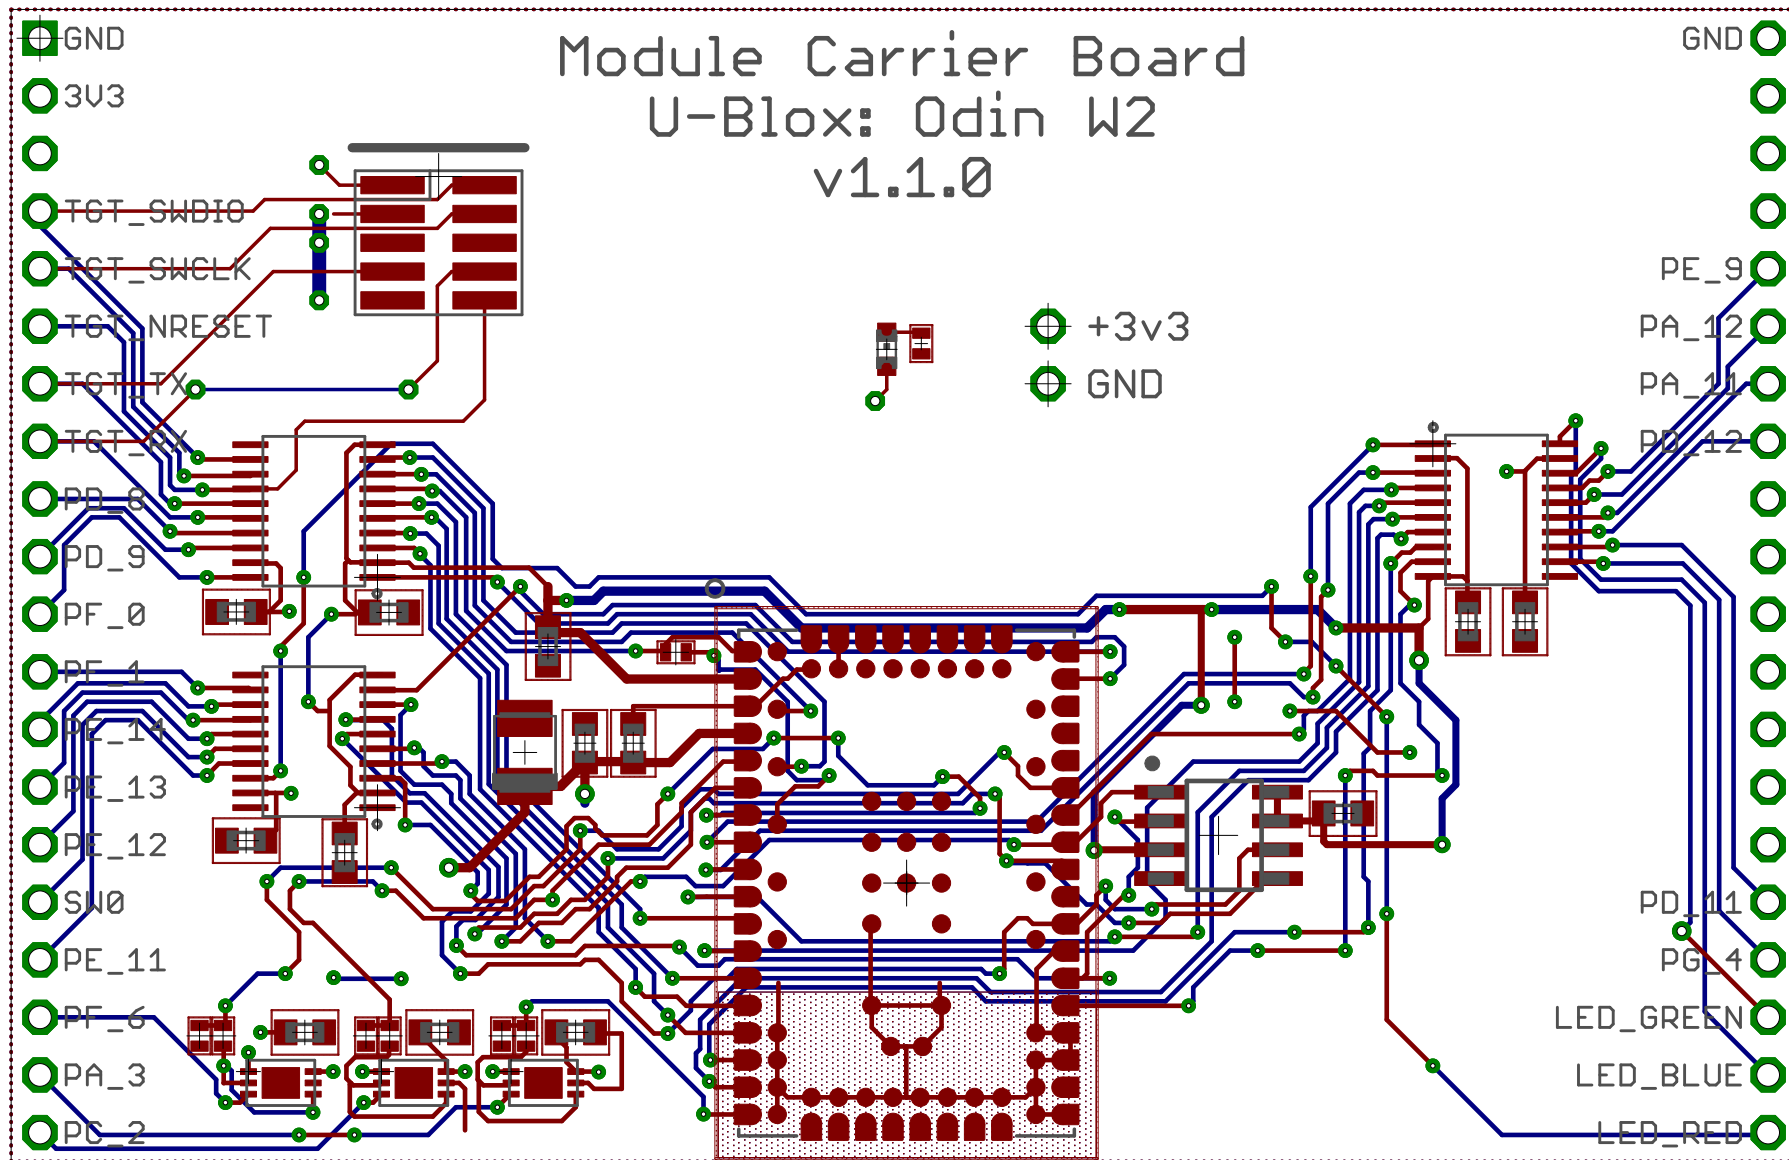 Module Carrier Board
U-Blox: Odin W2
v1.1.0
GND
3V3
TGT_SWDIO
TGT_SWCLK
TGT_NRESET
TGT_TX
TGT_RX
PD_8
PD_9
PF_0
PF_1
PE_14
PE_13
PE_12
SW0
PE_11
PF_6
PA_3
PC_2
+3v3
GND
GND
PE_9
PA_12
PA_11
PD_12
PD_11
PG_4
LED_GREEN
LED_BLUE
LED_RED